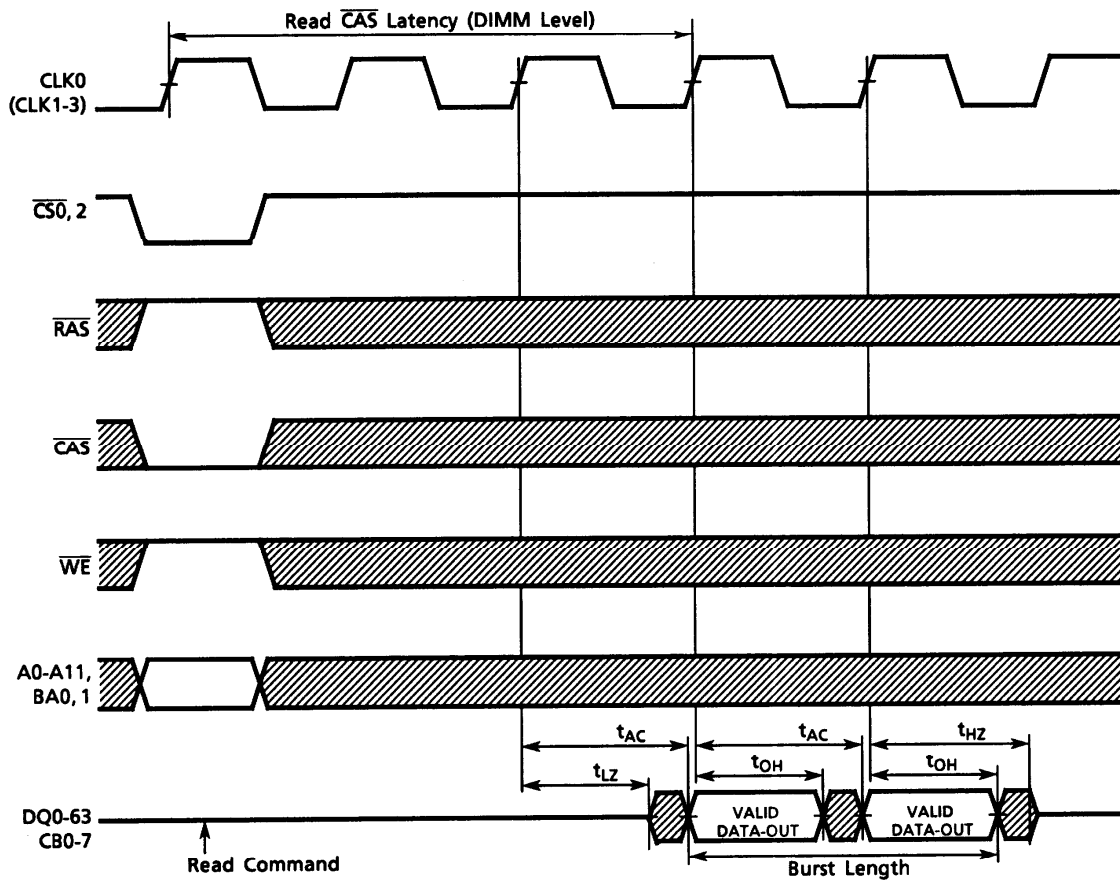 Read CAS Latency (DIMM Level)
CLK0
(CLK1-3)
CS0, 2
RAS
CAS
WE
A0-A11,
BA0, 1
tAC
tAC
tHZ
tLZ
tOH
tOH
DQ0-63
CB0-7
VALID
DATA-OUT
VALID
DATA-OUT
Read Command
Burst Length